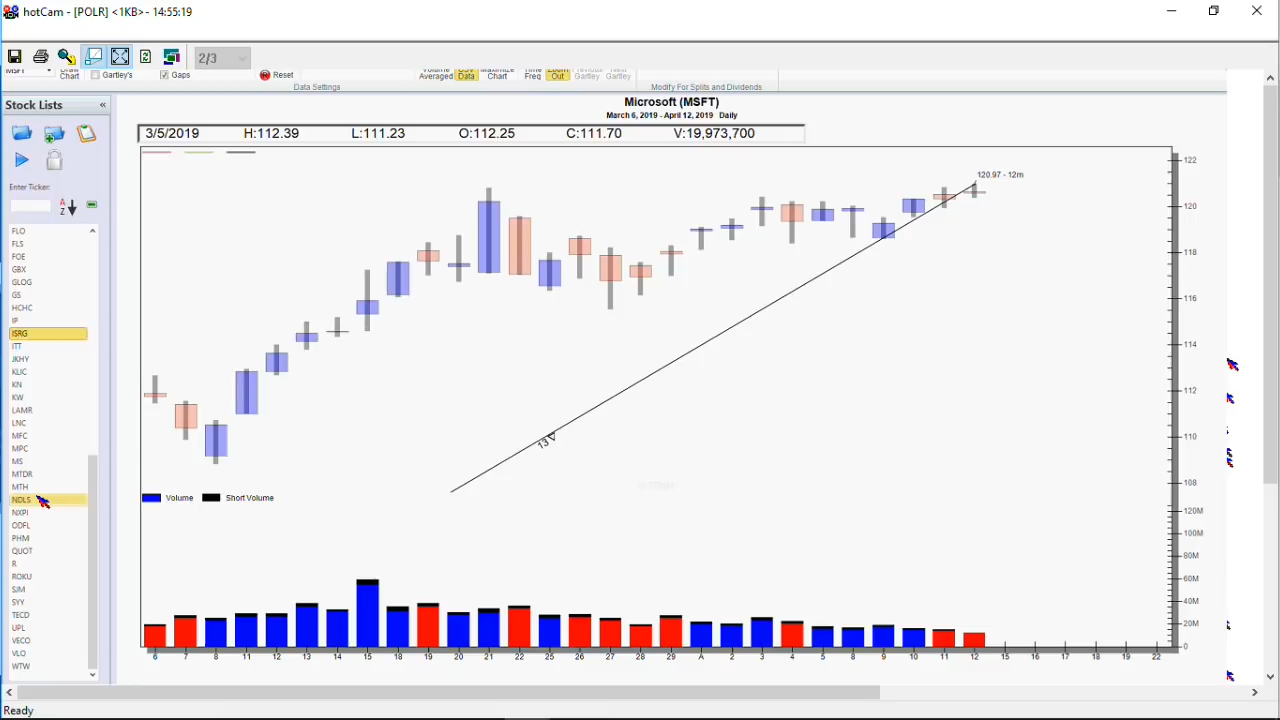 hotCam - [POLR] <1KB> - 14:55:19
2/3
MSFT
Draw Chart
Gartley's
Gaps
Reset
Volume Averaged
Data
Maximize Chart
Time Freq
Zoom Out
Previous Gartley
Next Gartley
Data Settings
Modify For Splits and Dividends
Stock Lists
«
Microsoft (MSFT)
March 6, 2019 - April 12, 2019 Daily
3/5/2019 H:112.39 L:111.23 O:112.25 C:111.70 V:19,973,700
Enter Ticker:
A
Z
FLO
FLS
FOE
GBX
GLOG
GS
HCHC
IP
ISRG
ITT
JKHY
KLIC
KN
KW
LAMR
LNC
MFC
MPC
MS
MTDR
MTH
NDLS
NXPI
ODFL
PHM
QUOT
R
ROKU
SJM
SYY
TECD
UPL
VECO
VLO
WTW
120.97 - 12m
13
122
120
118
116
114
112
110
108
Volume
Short Volume
120M
100M
80M
60M
40M
20M
0
6 7 8 11 12 13 14 15 18 19 20 21 22 25 26 27 28 29 A 2 3 4 5 8 9 10 11 12 15 16 17 18 19 22
Ready